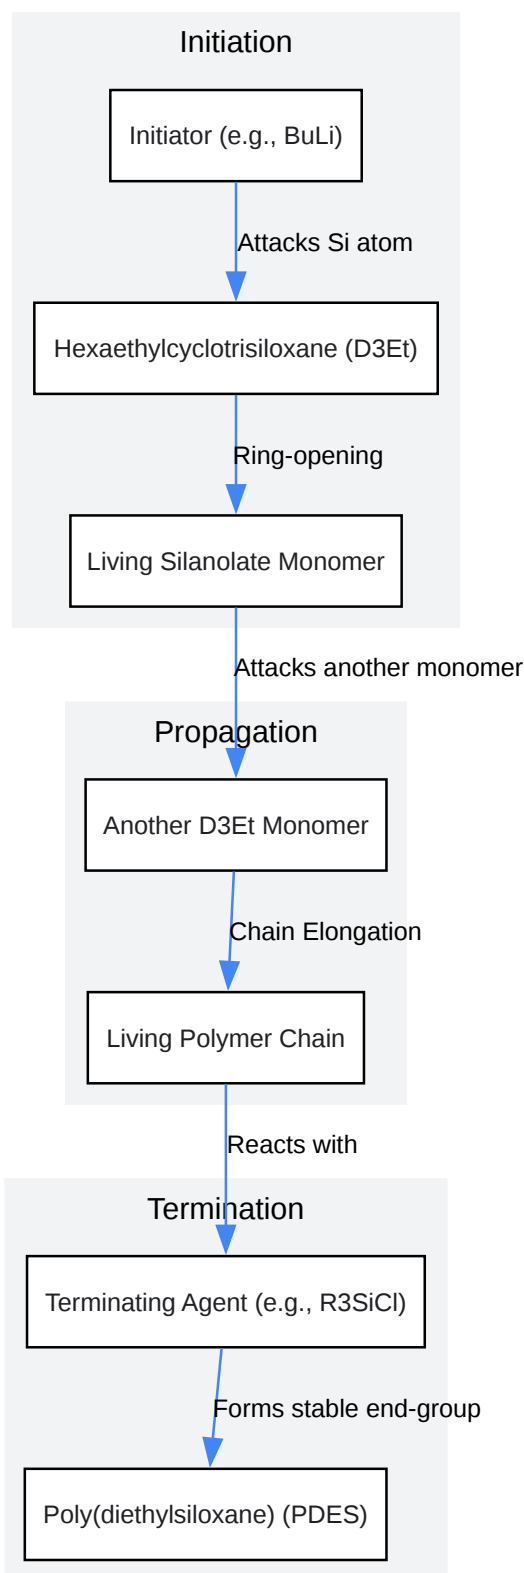 Initiation
Initiator (e.g., BuLi)
Attacks Si atom
Hexaethylcyclotrisiloxane (D3Et)
Ring-opening
Living Silanolate Monomer
Attacks another monomer
Propagation
Another D3Et Monomer
Chain Elongation
Living Polymer Chain
Reacts with
Termination
Terminating Agent (e.g., R3SiCl)
Forms stable end-group
Poly(diethylsiloxane) (PDES)